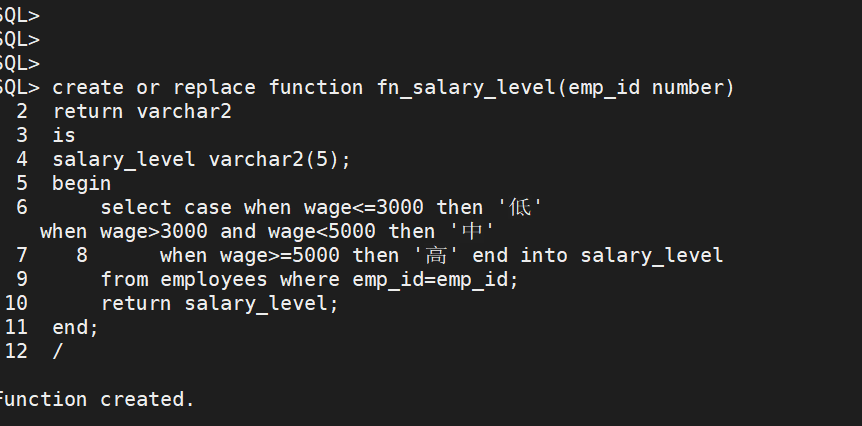 SQL>
SQL>
SQL>
SQL> create or replace function fn_salary_level(emp_id number)
  2  return varchar2
  3  is
  4  salary_level varchar2(5);
  5  begin
  6      select case when wage<=3000 then '低'
    when wage>3000 and wage<5000 then '中'
  7    8      when wage>=5000 then '高' end into salary_level
  9      from employees where emp_id=emp_id;
 10      return salary_level;
 11  end;
 12  /
Function created.